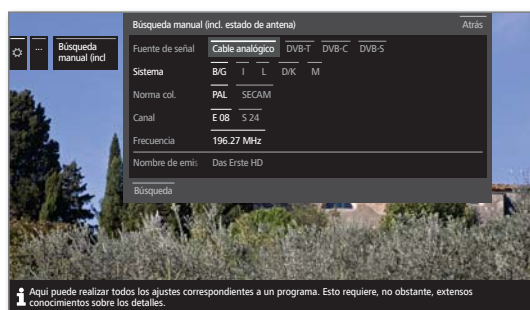 Búsqueda manual (incl. estado de antena) Atrás
... Búsqueda
manual (incl
Fuente de señal Cable analógico DVB-T DVB-C DVB-S
Sistema B/G I L D/K M
Norma col. PAL SECAM
Canal E 08 S 24
Frecuencia 196.27 MHz
Nombre de emis Das Erste HD
Búsqueda
Aqui puede realizar todos los ajustes correspondientes a un programa. Esto requiere, no obstante, extensos
conocimientos sobre los detalles.